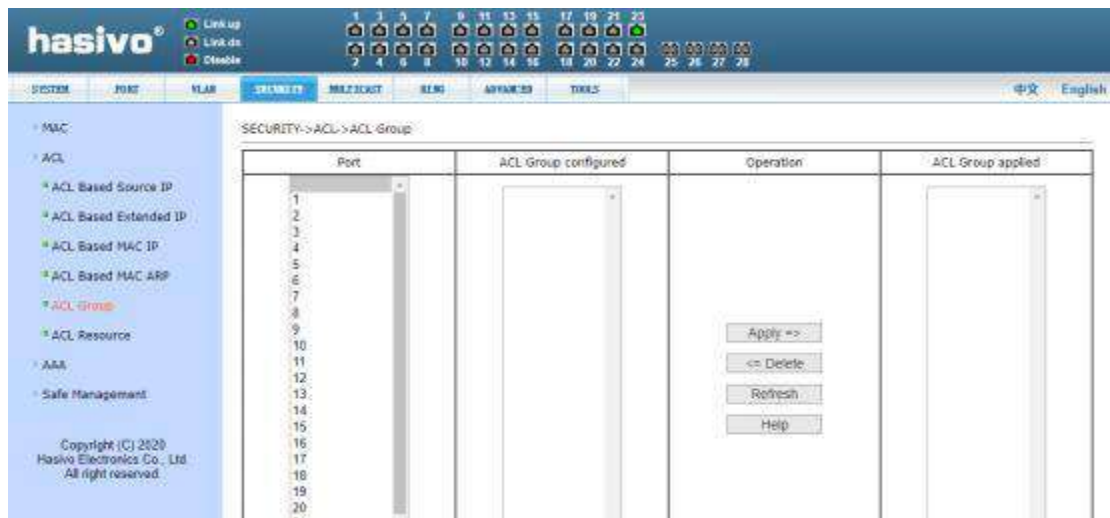 hasivo®
Link up
Link dn
Disable
1 3 5 7 9 11 13 15 17 19 21 23
2 4 6 8 10 12 14 16 18 20 22 24 25 26 27 28
SYSTEM PORT VLAN SECURITY MULTICAST RING ADVANCED TOOLS 中文 English
MAC
ACL
ACL Based Source IP
ACL Based Extended IP
ACL Based MAC IP
ACL Based MAC ARP
ACL Group
ACL Resource
AAA
Safe Management
Copyright (C) 2020
Hasivo Electronics Co., Ltd.
All right reserved.
SECURITY->ACL->ACL Group
Port ACL Group configured Operation ACL Group applied
1
2
3
4
5
6
7
8
9
10
11
12
13
14
15
16
17
18
19
20
Apply =>
<= Delete
Refresh
Help